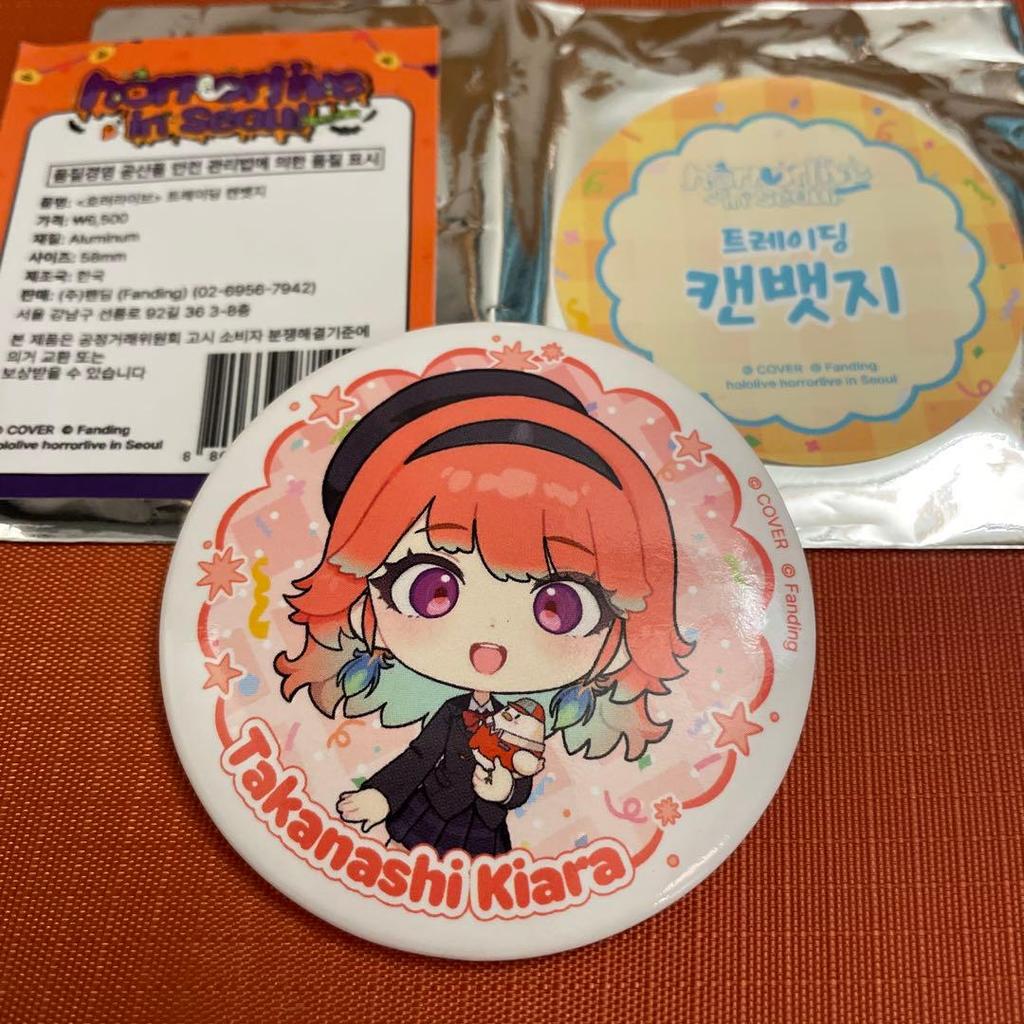 horrorlive
in Seoul
품질경영 공산품 안전 관리법에 의한 품질 표시
품명: <호러라이브> 트레이딩 캔뱃지
가격: ₩6,500
재질: Aluminum
사이즈: 58mm
제조국: 한국
판매: (주)팬딩 (Fanding) (02-6956-7942)
서울 강남구 선릉로 92길 36 3-8층
본 제품은 공정거래위원회 고시 소비자 분쟁해결기준에
의거 교환 또는
보상받을 수 있습니다
© COVER © Fanding
hololive horrorlive in Seoul
horrorlive
in Seoul
트레이딩
캔뱃지
© COVER © Fanding
hololive horrorlive in Seoul
© COVER © Fanding
Takanashi Kiara